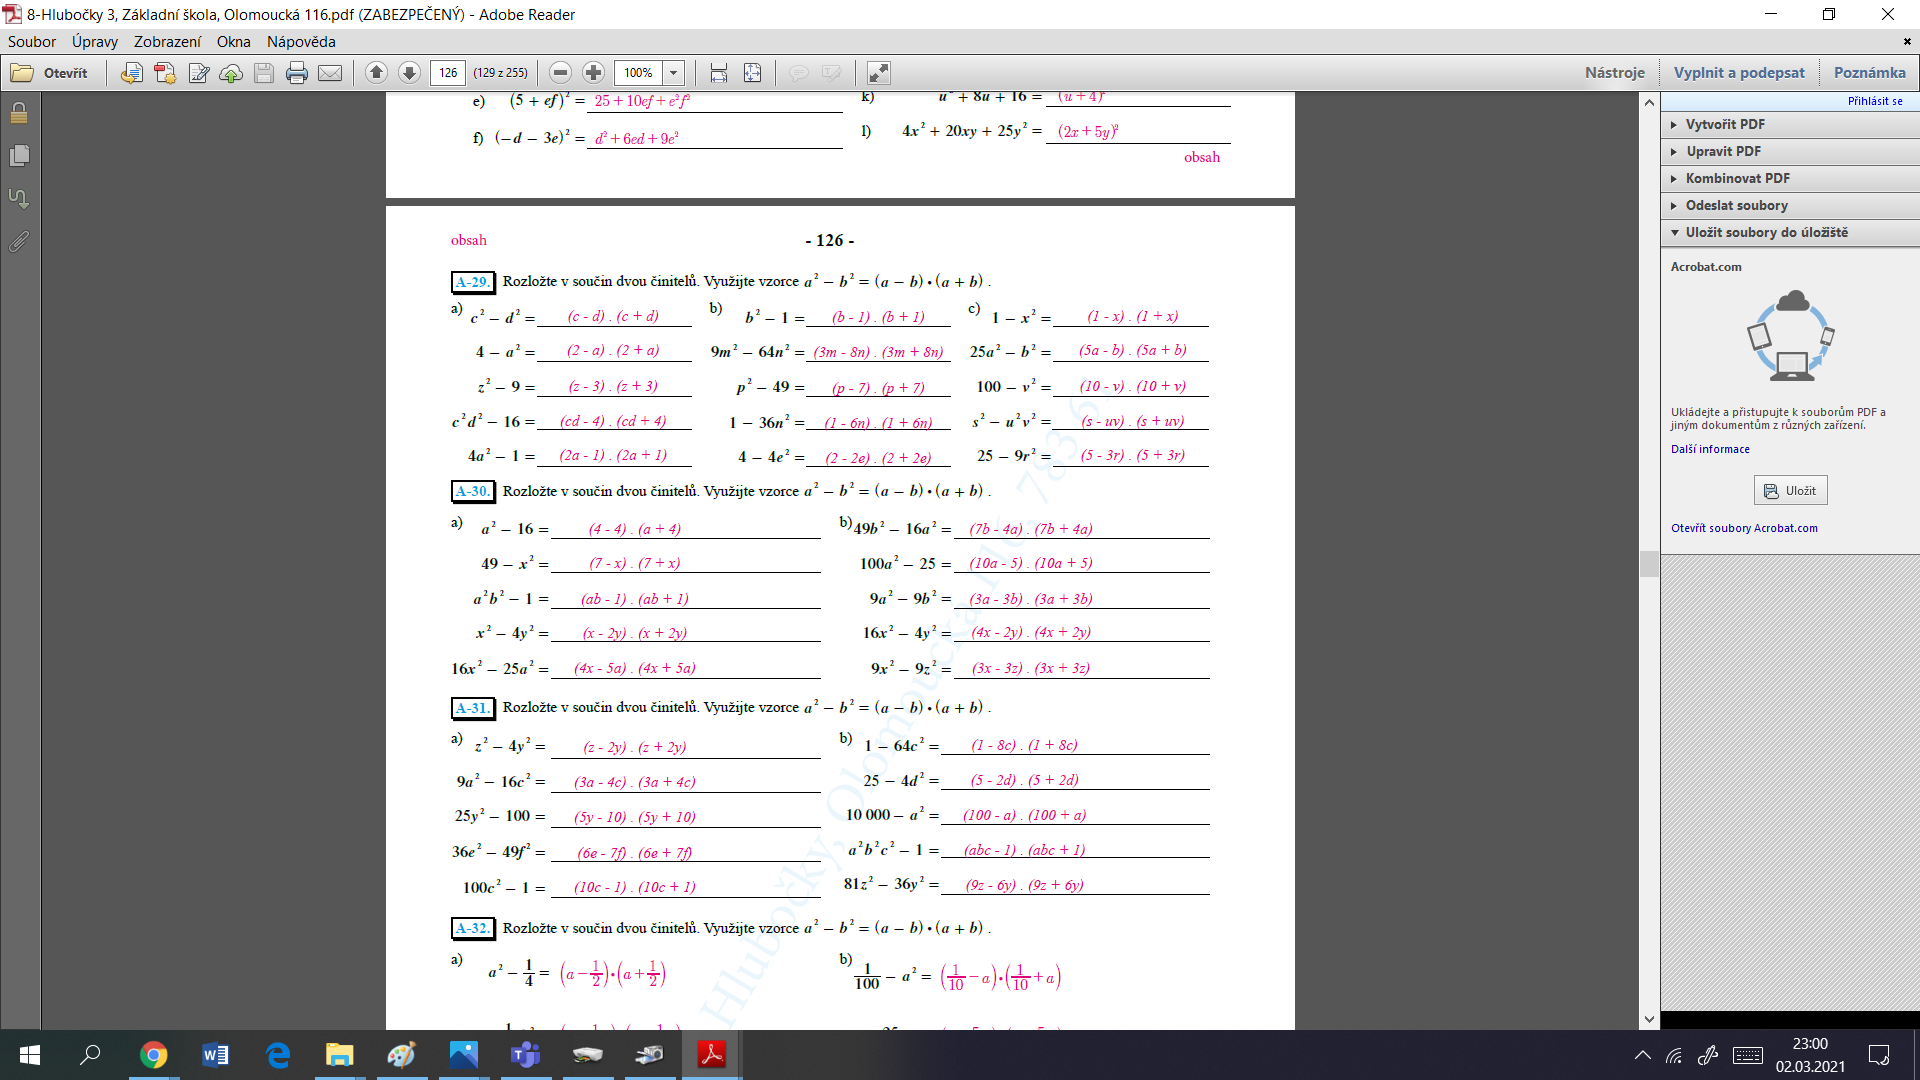 8-Hlubočky 3, Základní škola, Olomoucká 116.pdf (ZABEZPEČENÝ) - Adobe Reader
Soubor Úpravy Zobrazení Okna Nápověda
Otevřít 126 (129 z 255) 100% Nástroje Vyplnit a podepsat Poznámka
e) (5 + ef)² = 25 + 10ef + e²f²
f) (−d − 3e)² = d² + 6ed + 9e²
k) u² + 8u + 16 = (u + 4)²
l) 4x² + 20xy + 25y² = (2x + 5y)²
obsah
obsah
- 126 -
A-29. Rozložte v součin dvou činitelů. Využijte vzorce a² − b² = (a − b) • (a + b) .
a) c² − d² = (c - d) . (c + d) b) b² − 1 = (b - 1) . (b + 1) c) 1 − x² = (1 - x) . (1 + x)
4 − a² = (2 - a) . (2 + a) 9m² − 64n² = (3m - 8n) . (3m + 8n) 25a² − b² = (5a - b) . (5a + b)
z² − 9 = (z - 3) . (z + 3) p² − 49 = (p - 7) . (p + 7) 100 − v² = (10 - v) . (10 + v)
c²d² − 16 = (cd - 4) . (cd + 4) 1 − 36n² = (1 - 6n) . (1 + 6n) s² − u²v² = (s - uv) . (s + uv)
4a² − 1 = (2a - 1) . (2a + 1) 4 − 4e² = (2 - 2e) . (2 + 2e) 25 − 9r² = (5 - 3r) . (5 + 3r)
A-30. Rozložte v součin dvou činitelů. Využijte vzorce a² − b² = (a − b) • (a + b) .
a) a² − 16 = (4 - 4) . (a + 4) b) 49b² − 16a² = (7b - 4a) . (7b + 4a)
49 − x² = (7 - x) . (7 + x) 100a² − 25 = (10a - 5) . (10a + 5)
a²b² − 1 = (ab - 1) . (ab + 1) 9a² − 9b² = (3a - 3b) . (3a + 3b)
x² − 4y² = (x - 2y) . (x + 2y) 16x² − 4y² = (4x - 2y) . (4x + 2y)
16x² − 25a² = (4x - 5a) . (4x + 5a) 9x² − 9z² = (3x - 3z) . (3x + 3z)
A-31. Rozložte v součin dvou činitelů. Využijte vzorce a² − b² = (a − b) • (a + b) .
a) z² − 4y² = (z - 2y) . (z + 2y) b) 1 − 64c² = (1 - 8c) . (1 + 8c)
9a² − 16c² = (3a - 4c) . (3a + 4c) 25 − 4d² = (5 - 2d) . (5 + 2d)
25y² − 100 = (5y - 10) . (5y + 10) 10 000 − a² = (100 - a) . (100 + a)
36e² − 49f² = (6e - 7f) . (6e + 7f) a²b²c² − 1 = (abc - 1) . (abc + 1)
100c² − 1 = (10c - 1) . (10c + 1) 81z² − 36y² = (9z - 6y) . (9z + 6y)
A-32. Rozložte v součin dvou činitelů. Využijte vzorce a² − b² = (a − b) • (a + b) .
a) a² − 1/4 = (a − 1/2) • (a + 1/2) b) 1/100 − a² = (1/10 − a) • (1/10 + a)
Hlubočky, Olomoucká 116, 783 6
Přihlásit se
Vytvořit PDF
Upravit PDF
Kombinovat PDF
Odeslat soubory
Uložit soubory do úložiště
Acrobat.com
Ukládejte a přistupujte k souborům PDF a
jiným dokumentům z různých zařízení.
Další informace
Uložit
Otevřít soubory Acrobat.com
23:00
02.03.2021